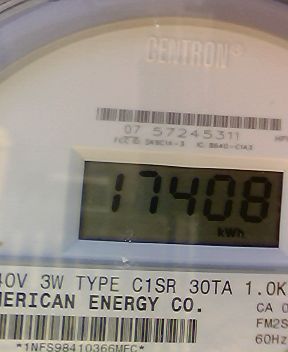 CENTRON®
07 57245311
17408
kWh
40V 3W TYPE C1SR 30TA 1.0K
MERICAN ENERGY CO.
CA 0
FM2S
60Hz
*1NFS98410366MFC*